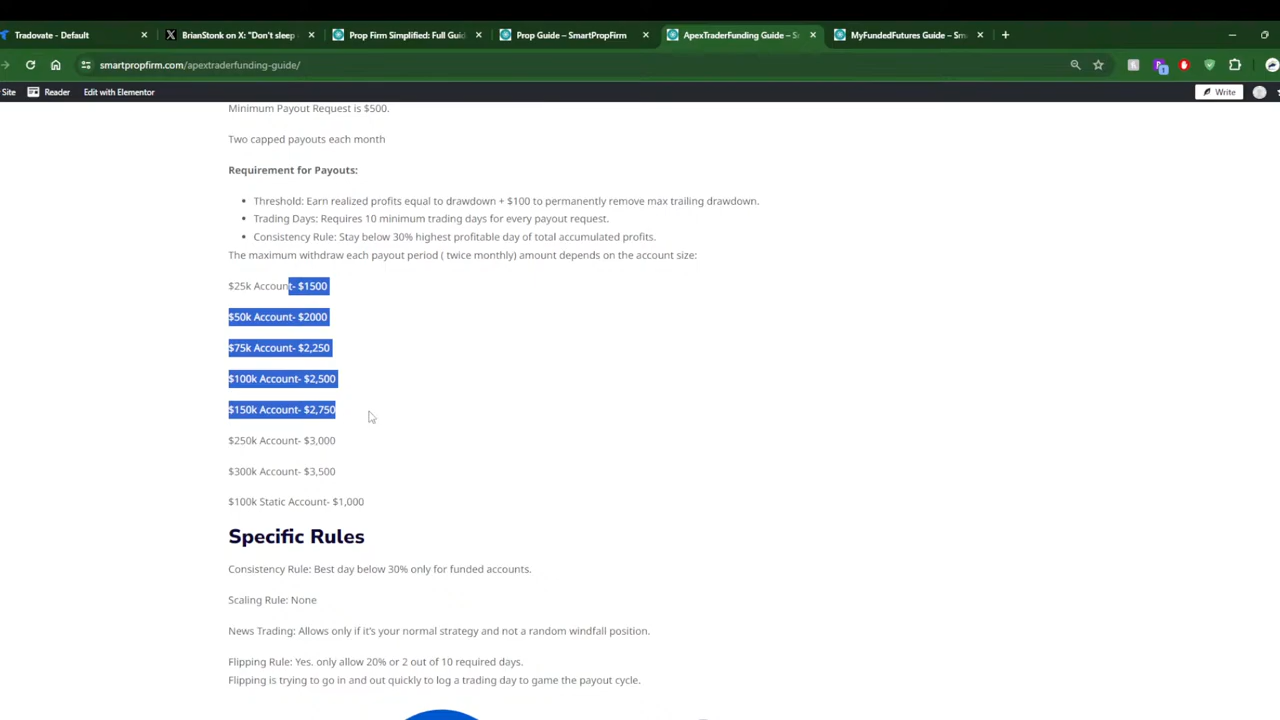 Tradovate - Default
BrianStonk on X: "Don't sleep
Prop Firm Simplified: Full Guid
Prop Guide – SmartPropFirm
ApexTraderFunding Guide – S
MyFundedFutures Guide – Sm
smartpropfirm.com/apextraderfunding-guide/
Site
Reader
Edit with Elementor
Write
Minimum Payout Request is $500.
Two capped payouts each month
Requirement for Payouts:
• Threshold: Earn realized profits equal to drawdown + $100 to permanently remove max trailing drawdown.
• Trading Days: Requires 10 minimum trading days for every payout request.
• Consistency Rule: Stay below 30% highest profitable day of total accumulated profits.
The maximum withdraw each payout period ( twice monthly) amount depends on the account size:
$25k Account- $1500
$50k Account- $2000
$75k Account- $2,250
$100k Account- $2,500
$150k Account- $2,750
$250k Account- $3,000
$300k Account- $3,500
$100k Static Account- $1,000
Specific Rules
Consistency Rule: Best day below 30% only for funded accounts.
Scaling Rule: None
News Trading: Allows only if it's your normal strategy and not a random windfall position.
Flipping Rule: Yes. only allow 20% or 2 out of 10 required days.
Flipping is trying to go in and out quickly to log a trading day to game the payout cycle.